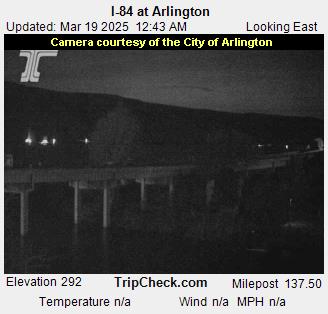 I-84 at Arlington
Updated: Mar 19 2025 12:43 AM Looking East
Camera courtesy of the City of Arlington
Elevation 292 TripCheck.com Milepost 137.50
Temperature n/a Wind n/a MPH n/a